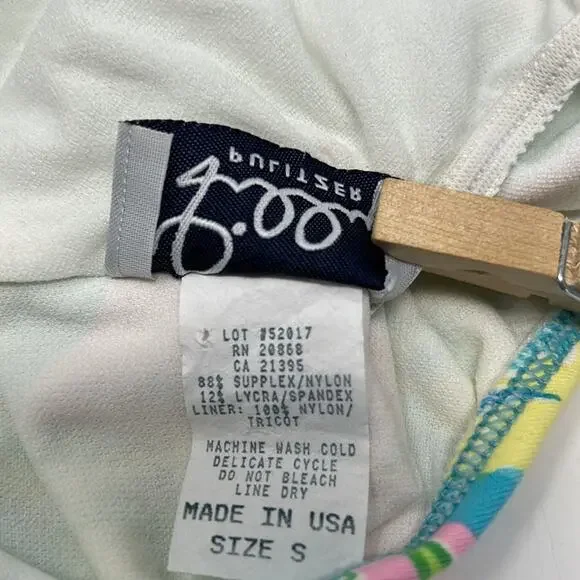 PULITZER
LOT #52017
RN 20868
CA 21395
88% SUPPLEX/NYLON
12% LYCRA/SPANDEX
LINER: 100% NYLON/
TRICOT
MACHINE WASH COLD
DELICATE CYCLE
DO NOT BLEACH
LINE DRY
MADE IN USA
SIZE S